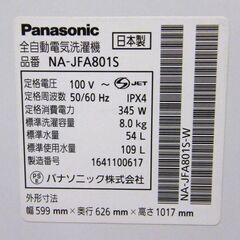 Panasonic
日本製
全自動電気洗濯機
品番 NA-JFA801S
定格電圧 100 V~ JET
定格周波数 50/60 Hz IPX4
定格消費電力 345 W
標準洗濯容量 8.0 kg
標準水量 54 L
標準使用水量 109 L
製造番号 1641100617
PS E パナソニック株式会社
外形寸法
幅 599 mm×奥行 626 mm×高さ 1017 mm
NA-JFA801S-W